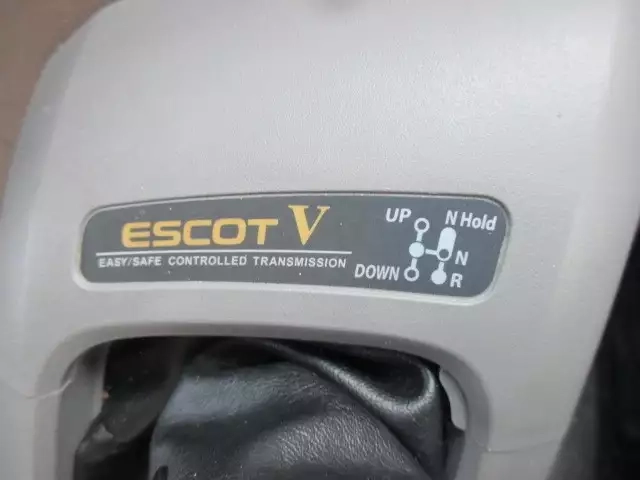 ESCOT V
EASY/SAFE CONTROLLED TRANSMISSION
UP N Hold
N
DOWN R